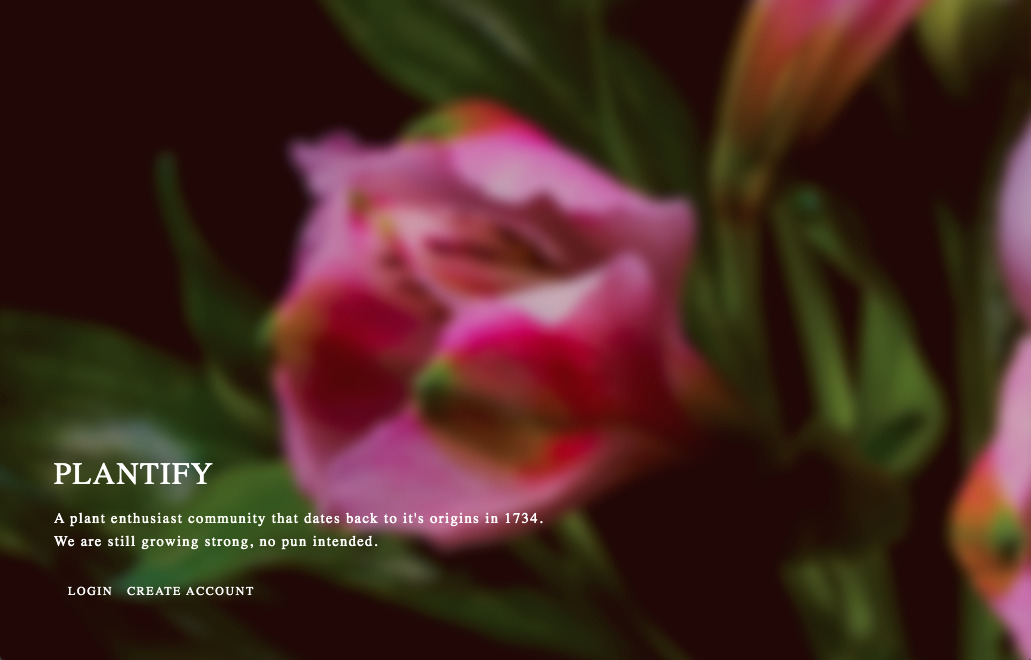 PLANTIFY
A plant enthusiast community that dates back to it's origins in 1734.
We are still growing strong, no pun intended.
LOGIN CREATE ACCOUNT